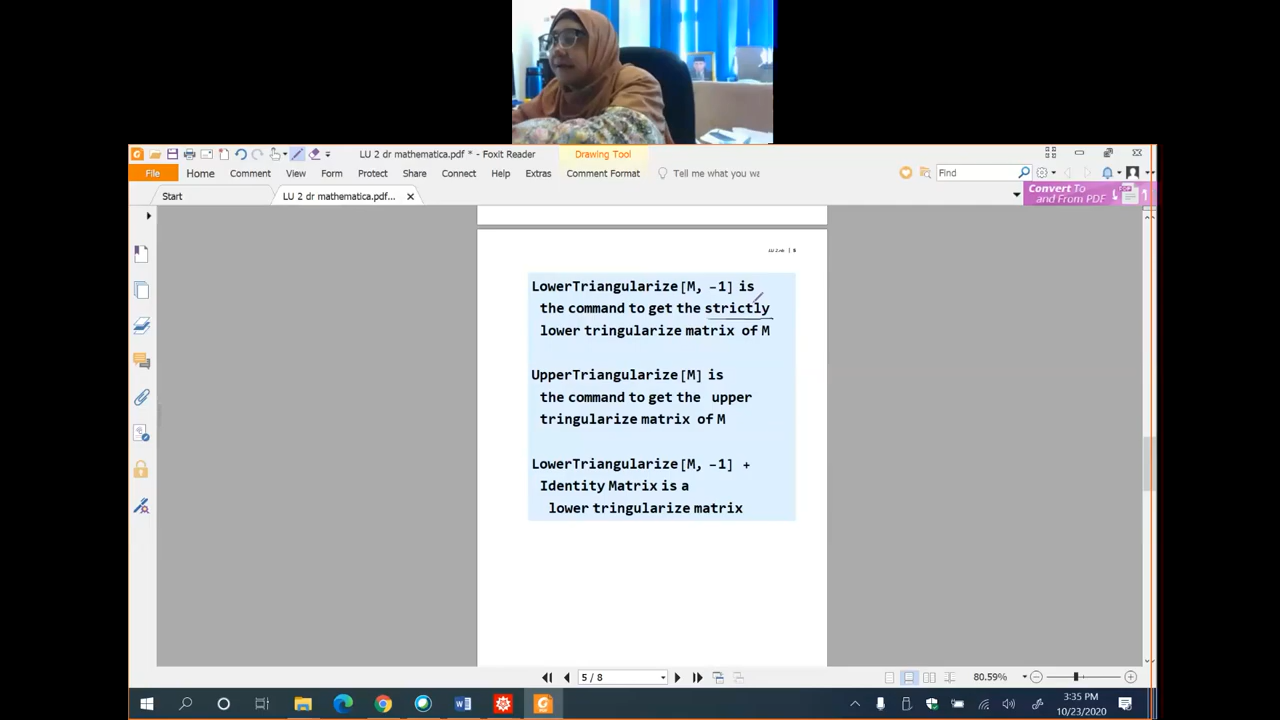 LU 2 dr mathematica.pdf * - Foxit Reader
Drawing Tool
File Home Comment View Form Protect Share Connect Help Extras Comment Format Tell me what you wa Find
Start LU 2 dr mathematica.pdf...
Convert To
and From PDF
LU 2.nb | 5
LowerTriangularize[M, -1] is
the command to get the strictly
lower tringularize matrix of M
UpperTriangularize[M] is
the command to get the upper
tringularize matrix of M
LowerTriangularize[M, -1] +
Identity Matrix is a
lower tringularize matrix
5 / 8 80.59%
3:35 PM
10/23/2020